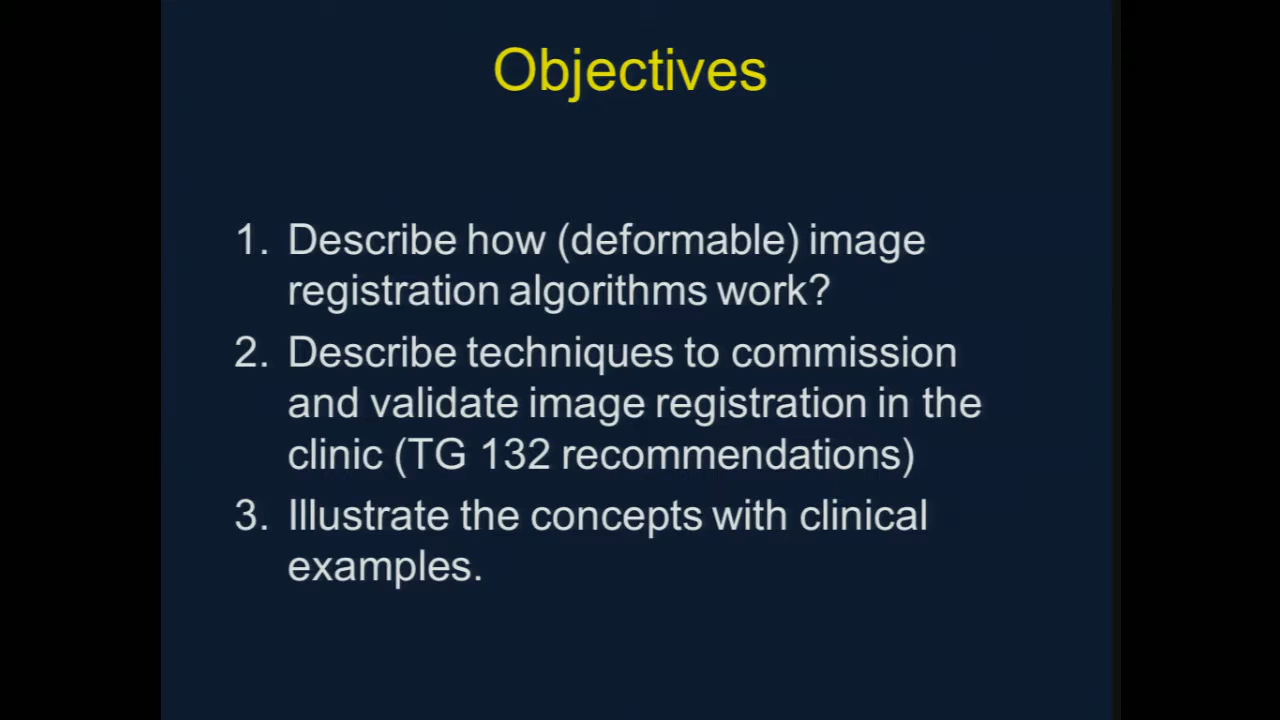 Objectives
1. Describe how (deformable) image
registration algorithms work?
2. Describe techniques to commission
and validate image registration in the
clinic (TG 132 recommendations)
3. Illustrate the concepts with clinical
examples.